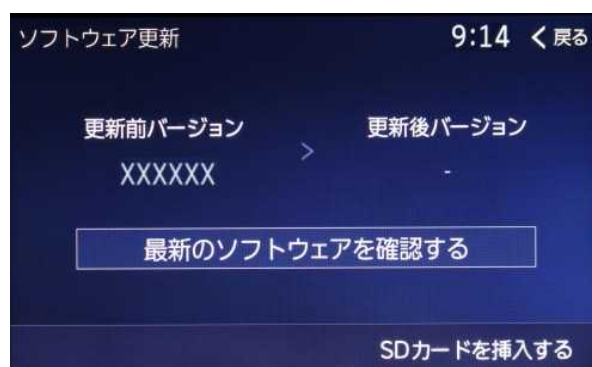 ソフトウェア更新 9:14 く戻る
更新前バージョン > 更新後バージョン
XXXXXX -
最新のソフトウェアを確認する
SDカードを挿入する